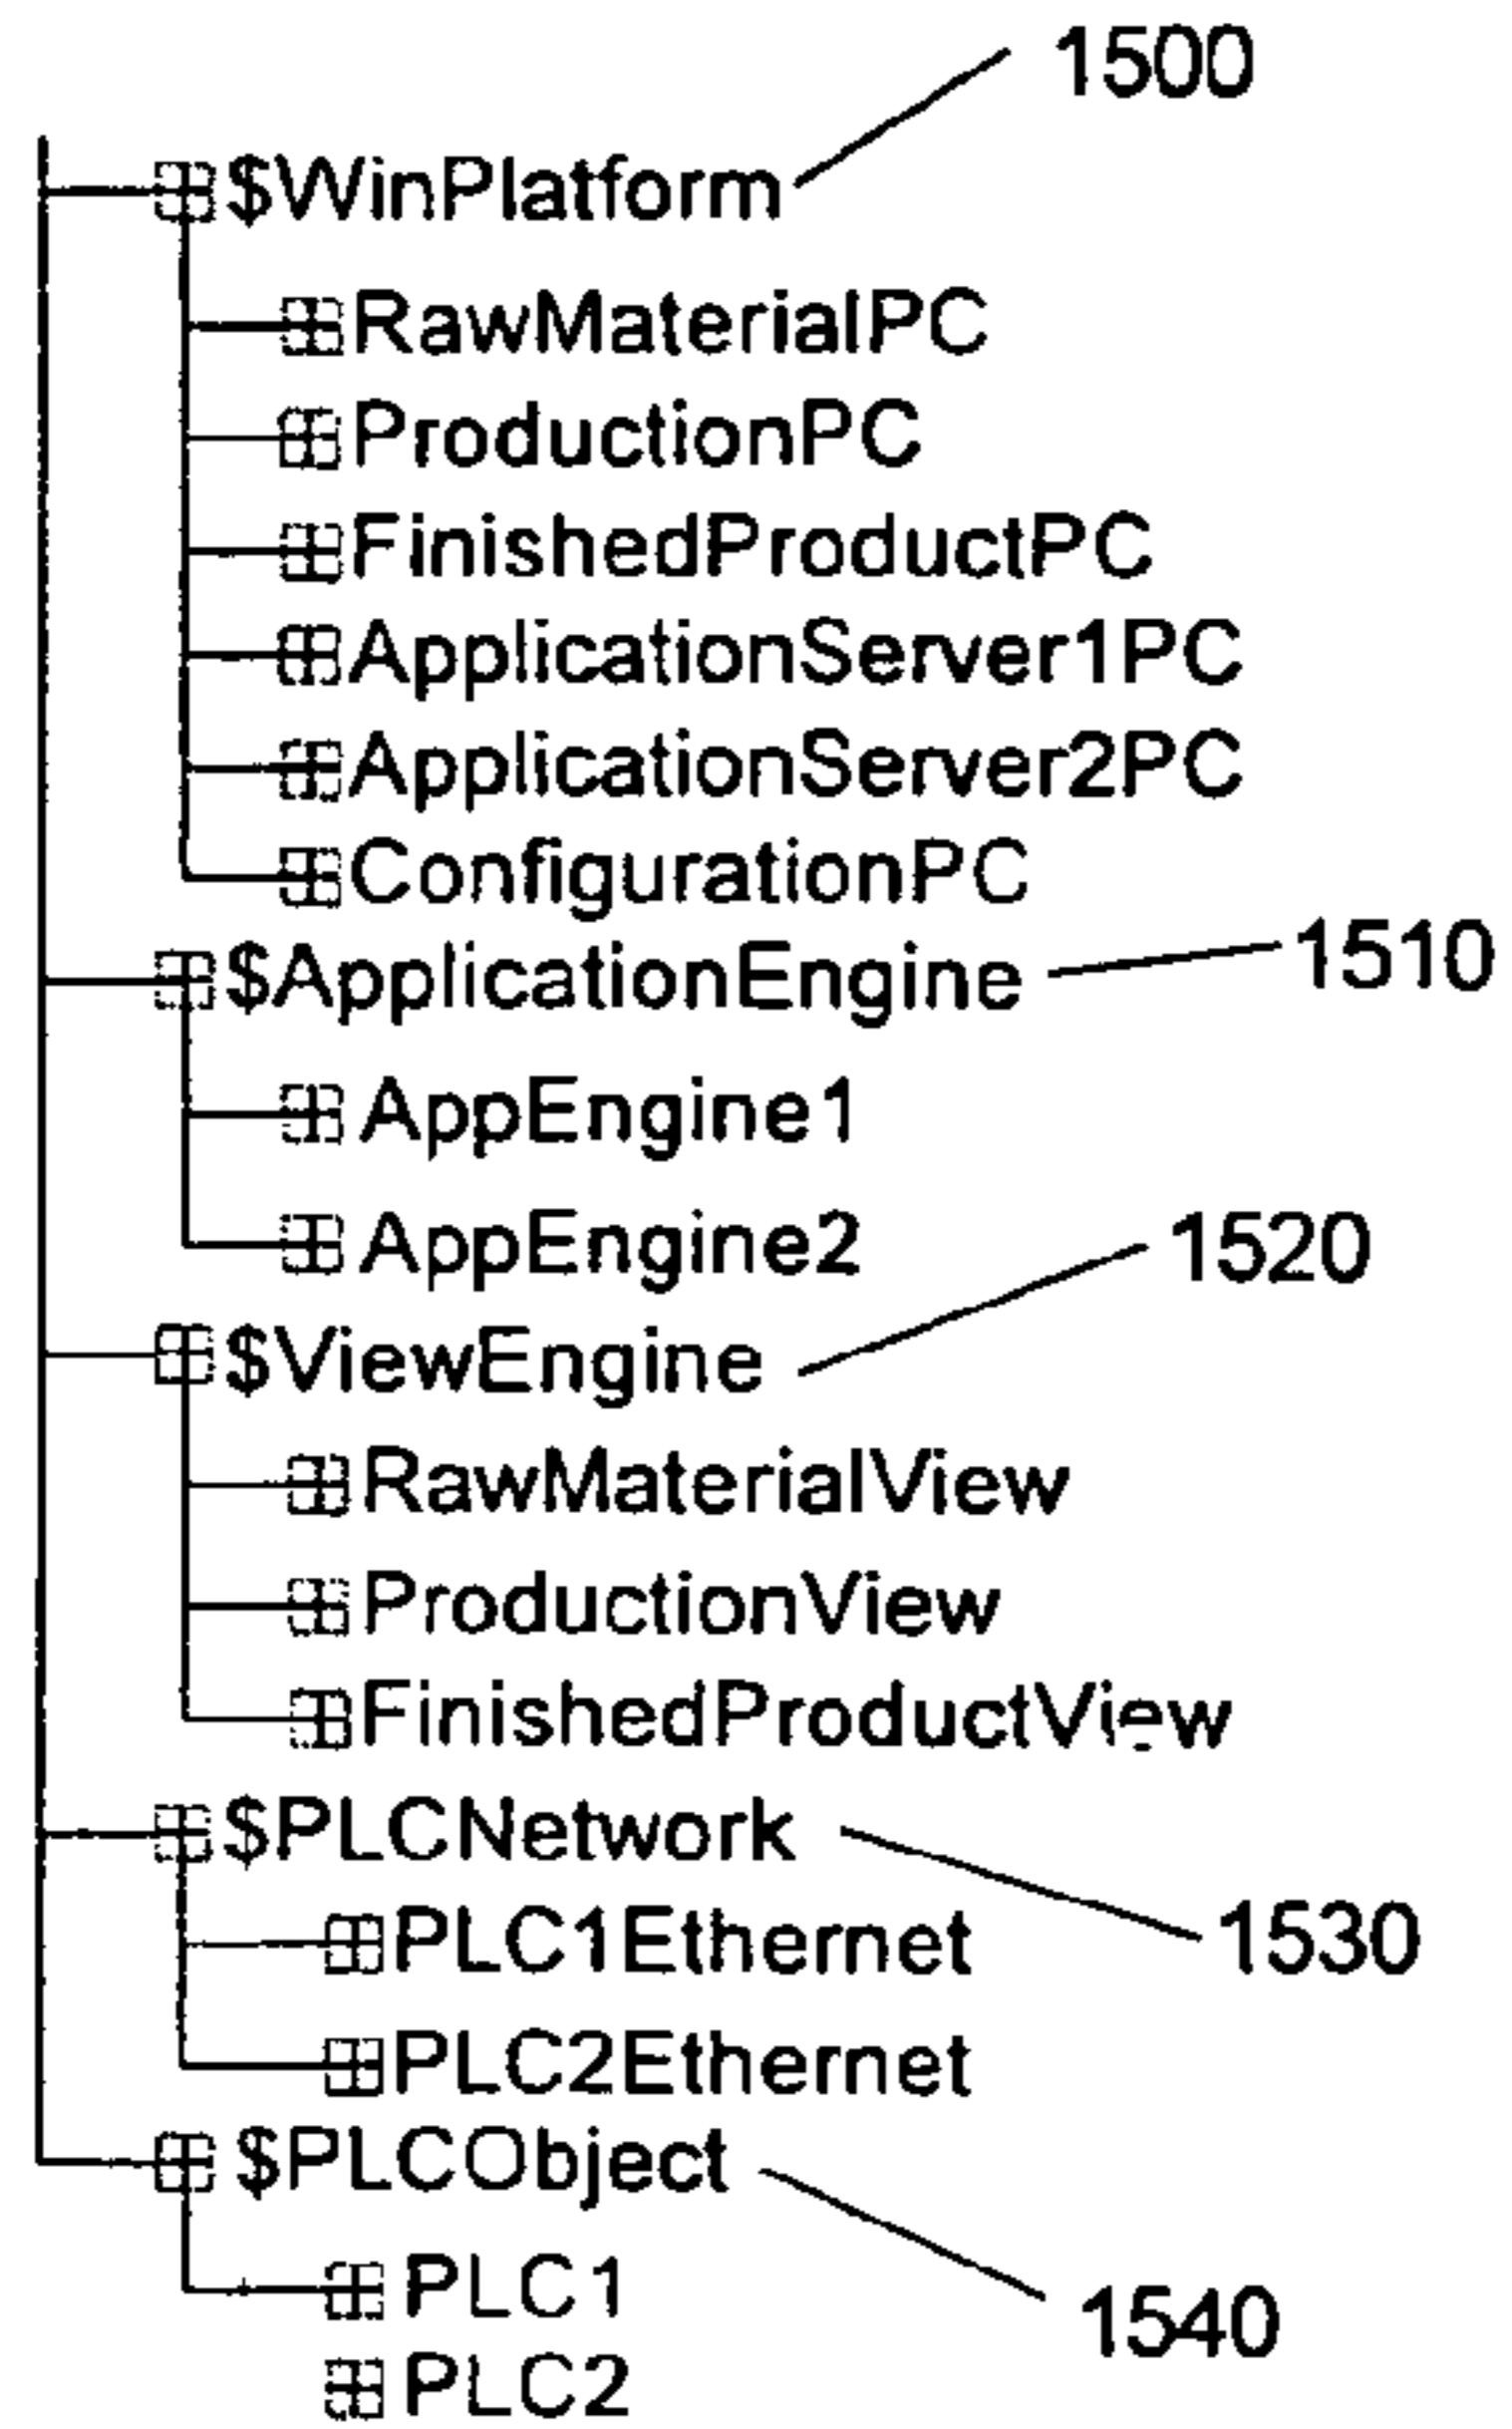 1500
$WinPlatform
RawMaterialPC
ProductionPC
FinishedProductPC
ApplicationServer1PC
ApplicationServer2PC
ConfigurationPC
$ApplicationEngine 1510
AppEngine1
AppEngine2 1520
$ViewEngine
RawMaterialView
ProductionView
FinishedProductView
$PLCNetwork
PLC1Ethernet 1530
PLC2Ethernet
$PLCObject
PLC1 1540
PLC2